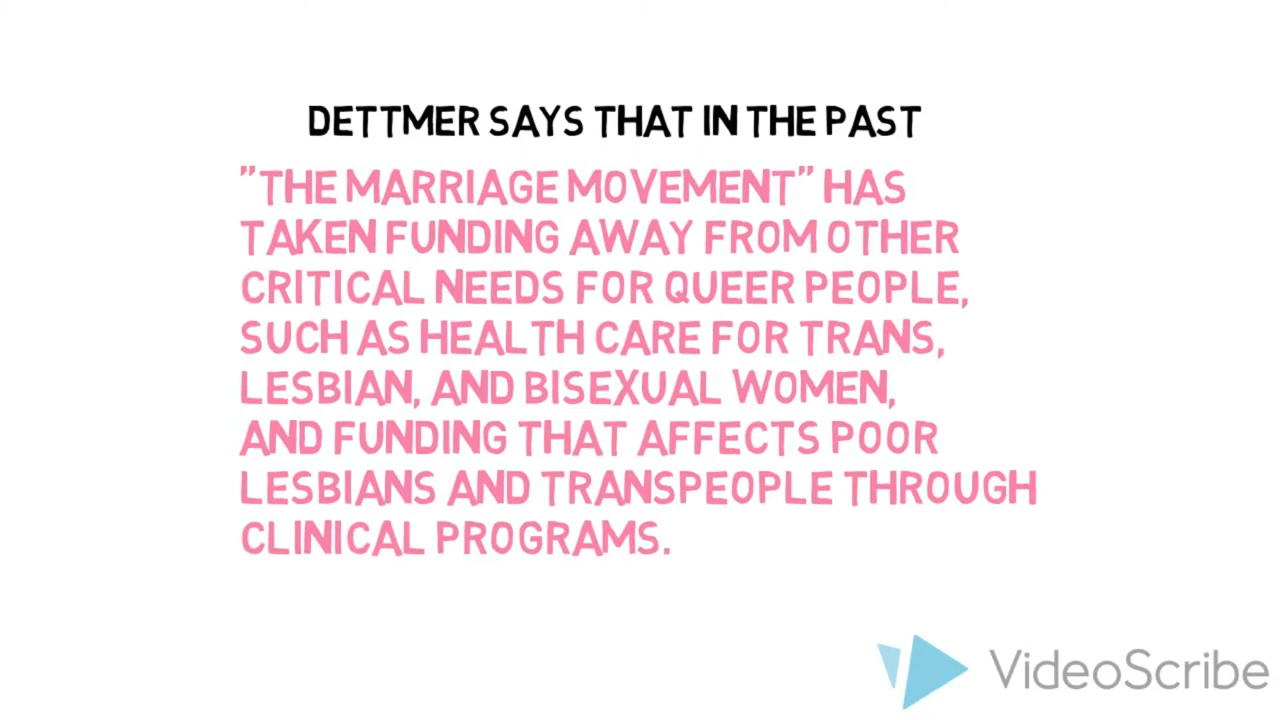 DETTMER SAYS THAT IN THE PAST
"THE MARRIAGE MOVEMENT" HAS
TAKEN FUNDING AWAY FROM OTHER
CRITICAL NEEDS FOR QUEER PEOPLE,
SUCH AS HEALTH CARE FOR TRANS,
LESBIAN, AND BISEXUAL WOMEN,
AND FUNDING THAT AFFECTS POOR
LESBIANS AND TRANSPEOPLE THROUGH
CLINICAL PROGRAMS.
VideoScribe